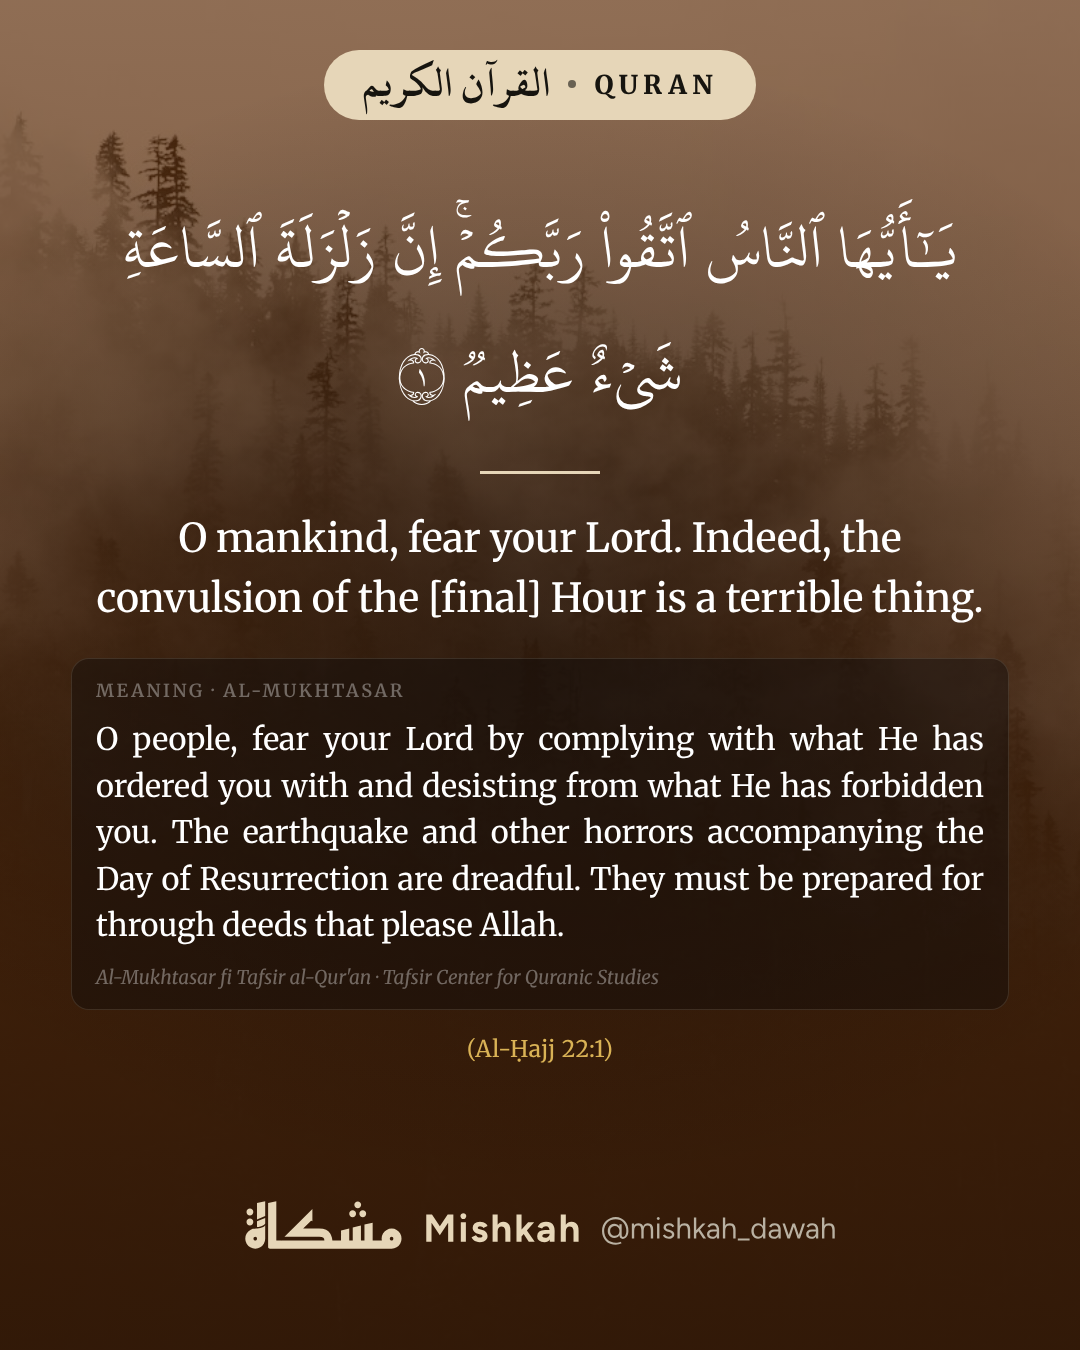 القرآن الكريم • QURAN
يَـٰٓأَيُّهَا ٱلنَّاسُ ٱتَّقُوا۟ رَبَّكُمْ ۚ إِنَّ زَلْزَلَةَ ٱلسَّاعَةِ
شَىْءٌ عَظِيمٌ ١
O mankind, fear your Lord. Indeed, the
convulsion of the [final] Hour is a terrible thing.
MEANING · AL-MUKHTASAR
O people, fear your Lord by complying with what He has
ordered you with and desisting from what He has forbidden
you. The earthquake and other horrors accompanying the
Day of Resurrection are dreadful. They must be prepared for
through deeds that please Allah.
Al-Mukhtasar fi Tafsir al-Qur'an · Tafsir Center for Quranic Studies
(Al-Ḥajj 22:1)
مشكاة Mishkah @mishkah_dawah